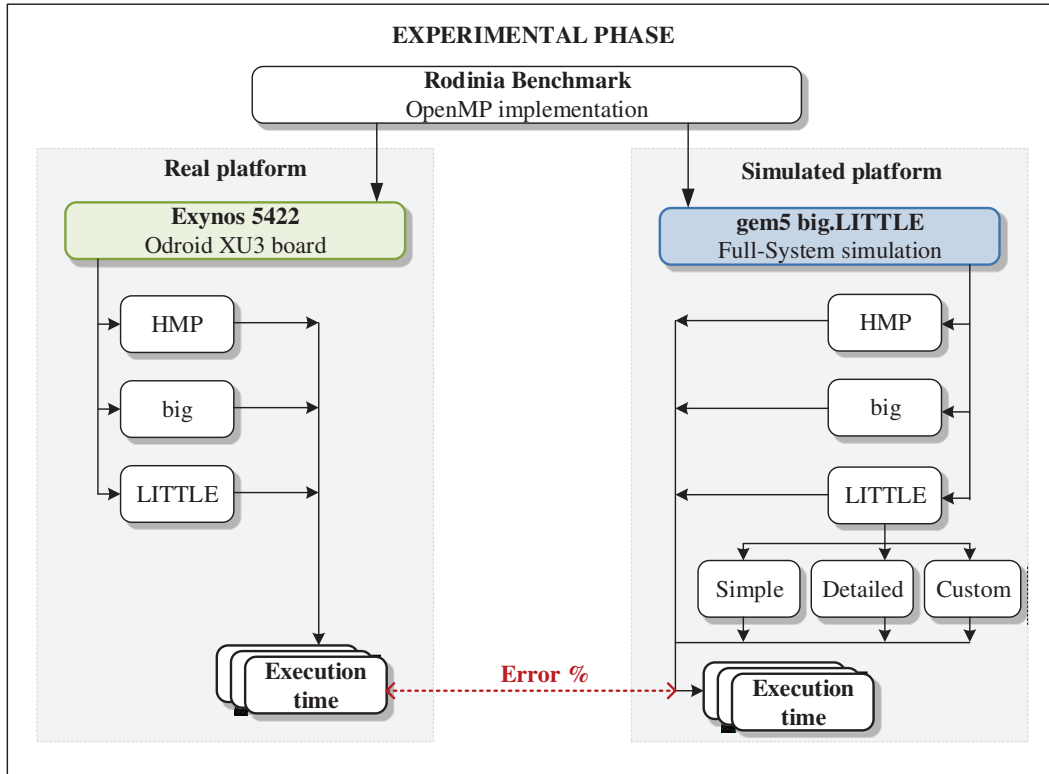 EXPERIMENTAL PHASE
Rodinia Benchmark
OpenMP implementation
Real platform
Exynos 5422
Odroid XU3 board
HMP
big
LITTLE
Execution
time
Error %
Simulated platform
gem5 big.LITTLE
Full-System simulation
HMP
big
LITTLE
Simple
Detailed
Custom
Execution
time